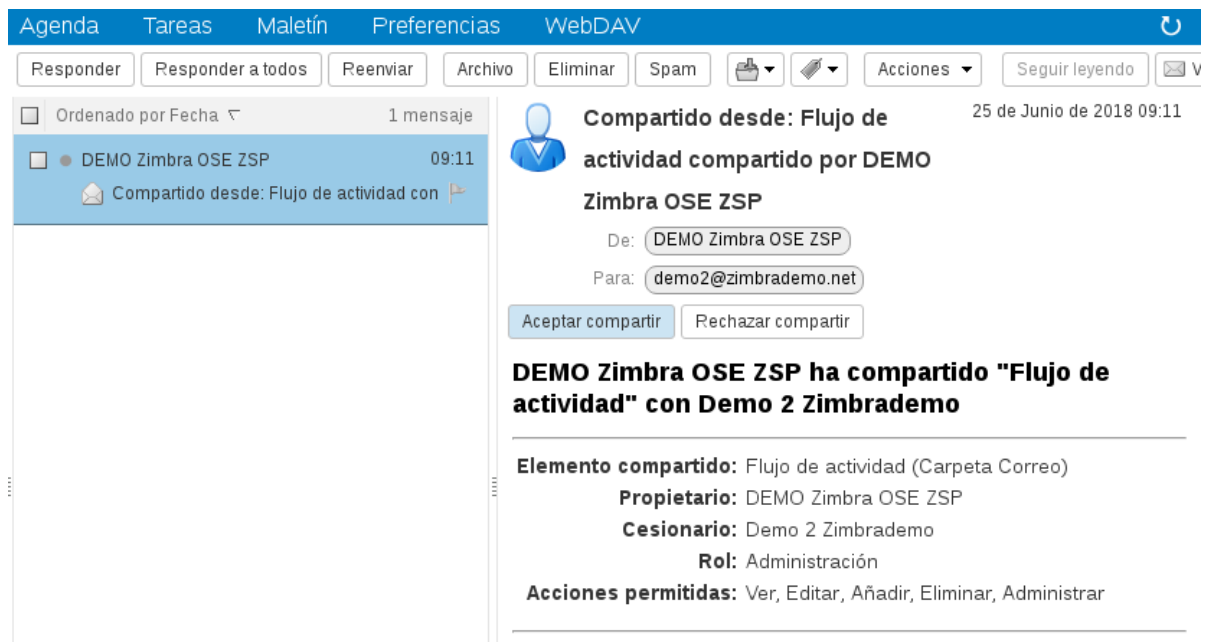 Agenda Tareas Maletín Preferencias WebDAV
Responder Responder a todos Reenviar Archivo Eliminar Spam Acciones Seguir leyendo V
Ordenado por Fecha 1 mensaje
DEMO Zimbra OSE ZSP 09:11
Compartido desde: Flujo de actividad con
Compartido desde: Flujo de 25 de Junio de 2018 09:11
actividad compartido por DEMO
Zimbra OSE ZSP
De: DEMO Zimbra OSE ZSP
Para: demo2@zimbrademo.net
Aceptar compartir Rechazar compartir
DEMO Zimbra OSE ZSP ha compartido "Flujo de
actividad" con Demo 2 Zimbrademo
Elemento compartido: Flujo de actividad (Carpeta Correo)
Propietario: DEMO Zimbra OSE ZSP
Cesionario: Demo 2 Zimbrademo
Rol: Administración
Acciones permitidas: Ver, Editar, Añadir, Eliminar, Administrar